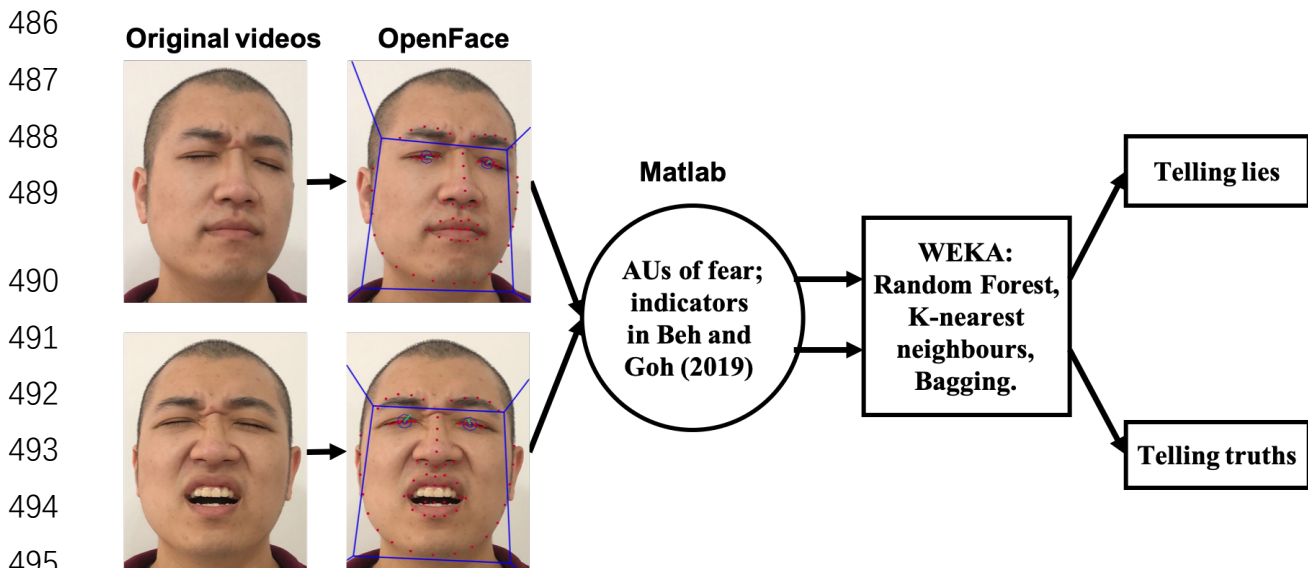 486
Original videos
OpenFace
487
488
Telling lies
489
Matlab
490
AUs of fear;
indicators
in Beh and
Goh (2019)
WEKA:
Random Forest,
K-nearest
neighbours,
Bagging.
491
492
493
Telling truths
494
495